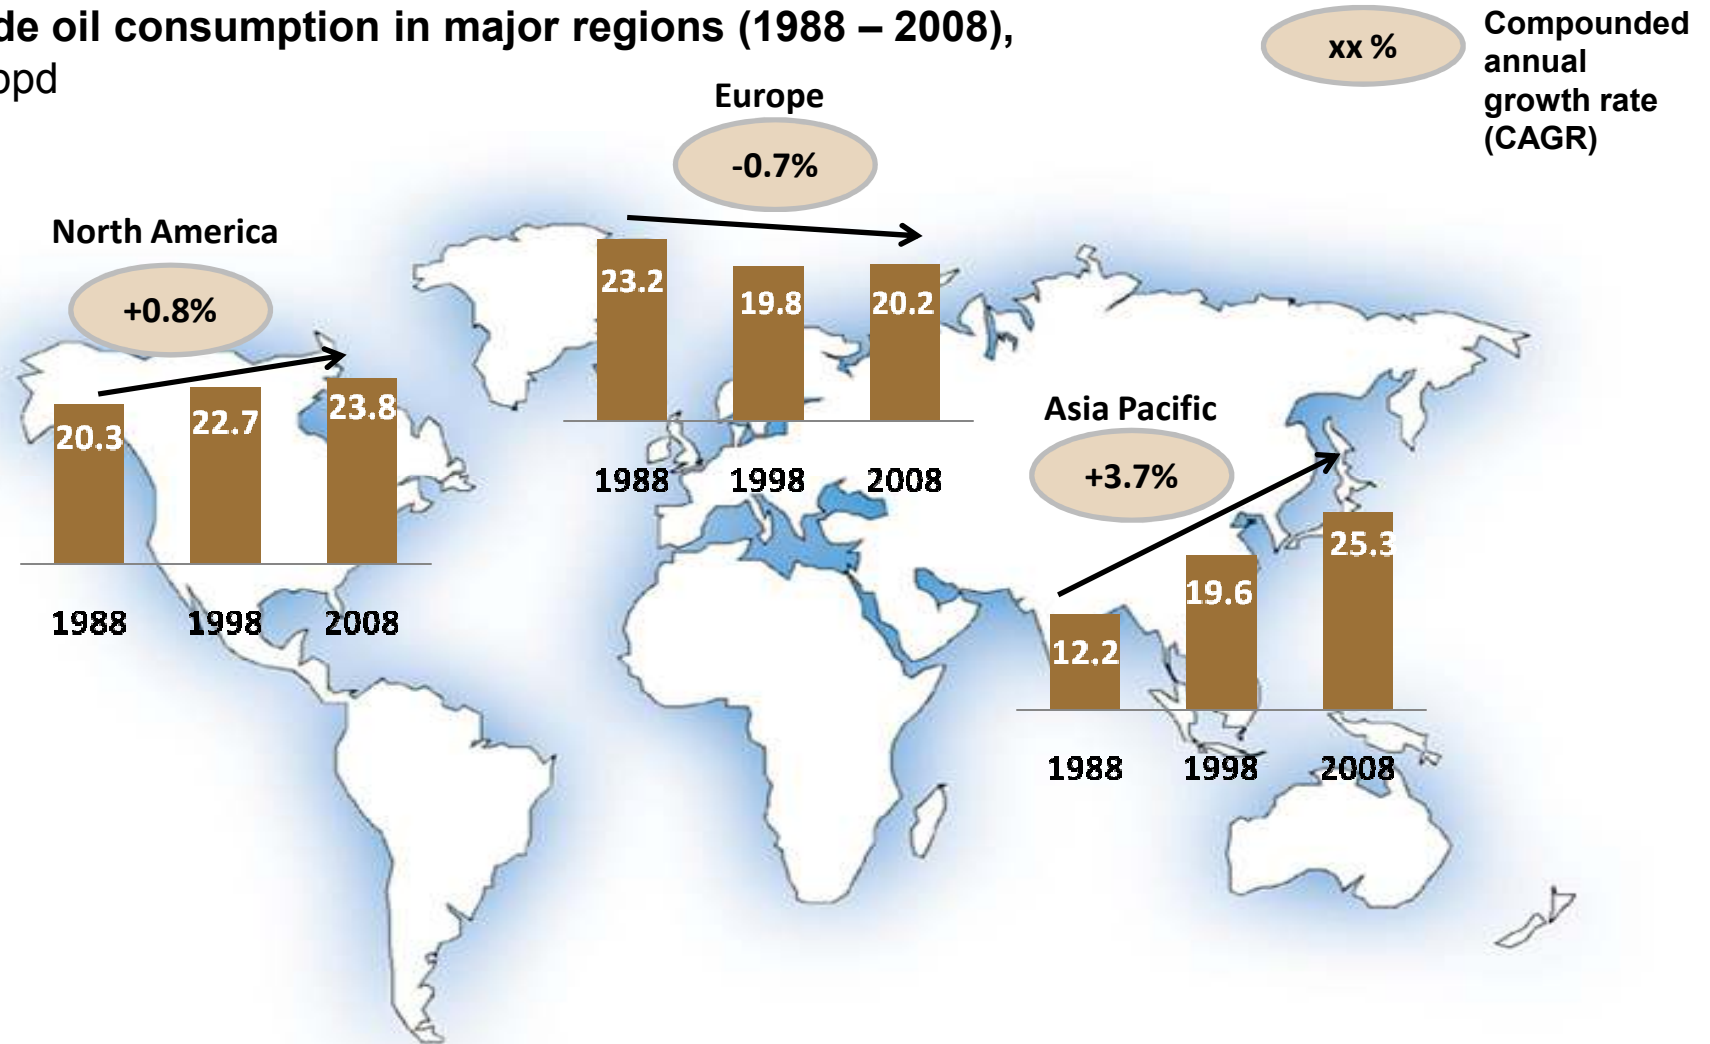 de oil consumption in major regions (1988 – 2008),
opd
xx %
Compounded
annual
growth rate
(CAGR)
Europe
-0.7%
23.2
19.8
20.2
1988
1998
2008
North America
+0.8%
20.3
22.7
23.8
1988
1998
2008
Asia Pacific
+3.7%
12.2
19.6
25.3
1988
1998
2008